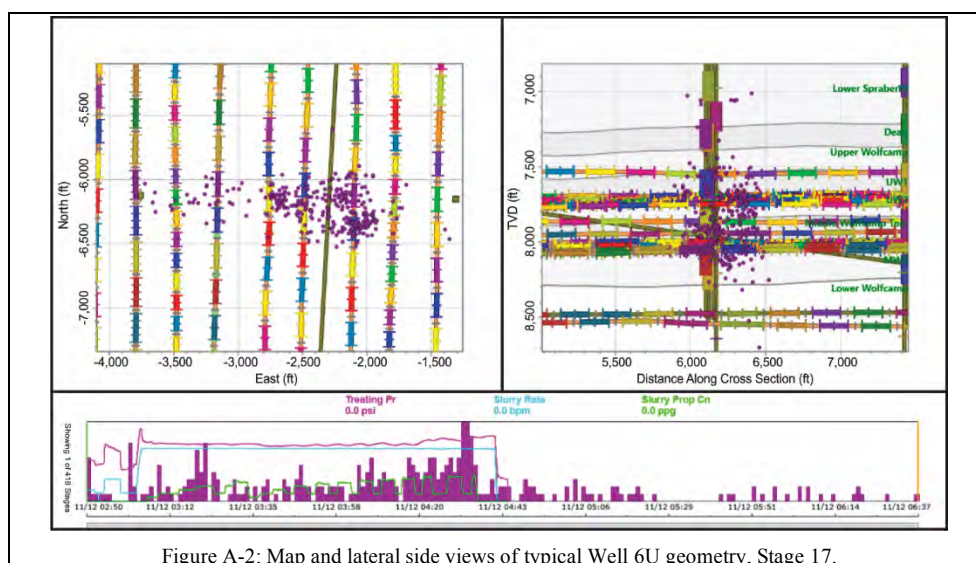 North (ft)
-5,500
-6,000
-6,500
-7,000
-4,000 -3,500 -3,000 -2,500 -2,000 -1,500
East (ft)
TVD (ft)
7,000
7,500
8,000
8,500
Lower Spraberr
Dea
Upper Wolfcam
UW
Lower Wolfcam
5,500 6,000 6,500 7,000
Distance Along Cross Section (ft)
Treating Pr
0.0 psi
Slurry Rate
0.0 bpm
Slurry Prop Cn
0.0 ppg
Showing 1 of 418 Stages
11/12 02:50 11/12 03:12 11/12 03:35 11/12 03:58 11/12 04:20 11/12 04:43 11/12 05:06 11/12 05:29 11/12 05:51 11/12 06:14 11/12 06:37
Figure A-2: Map and lateral side views of typical Well 6U geometry, Stage 17.